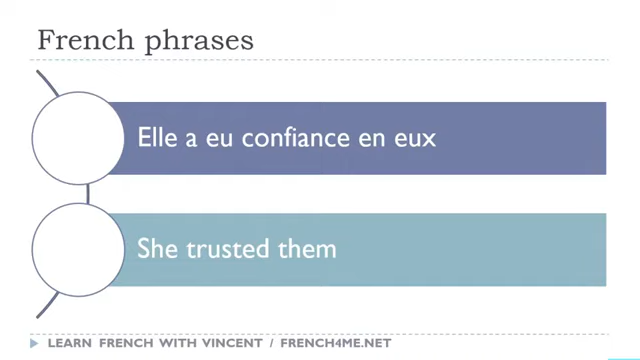 French phrases
Elle a eu confiance en eux
She trusted them
LEARN FRENCH WITH VINCENT / FRENCH4ME.NET